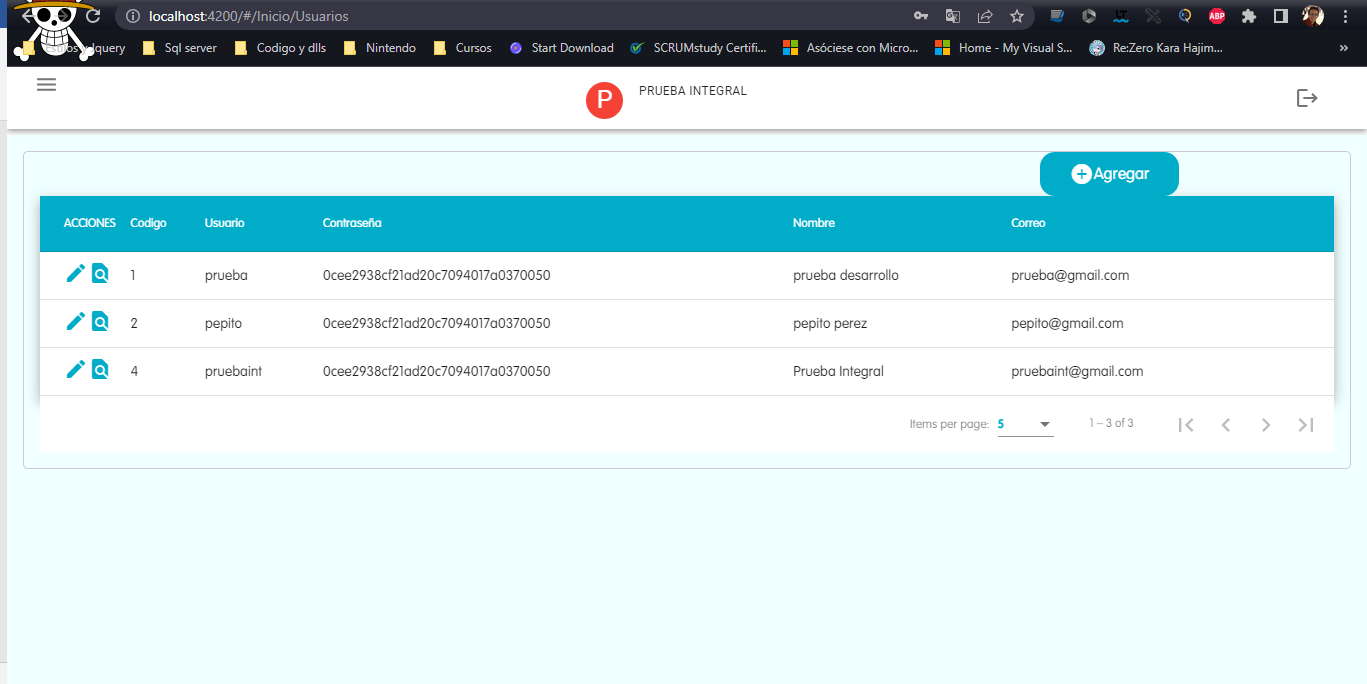 localhost:4200/#/Inicio/Usuarios
ABP
Jquery Sql server Codigo y dlls Nintendo Cursos Start Download SCRUMstudy Certifi... Asóciese con Micro... Home - My Visual S... Re:Zero Kara Hajim... »
P PRUEBA INTEGRAL
Agregar
ACCIONES Codigo Usuario Contraseña Nombre Correo
1 prueba 0cee2938cf21ad20c7094017a0370050 prueba desarrollo prueba@gmail.com
2 pepito 0cee2938cf21ad20c7094017a0370050 pepito perez pepito@gmail.com
4 pruebaint 0cee2938cf21ad20c7094017a0370050 Prueba Integral pruebaint@gmail.com
Items per page: 5 1 – 3 of 3